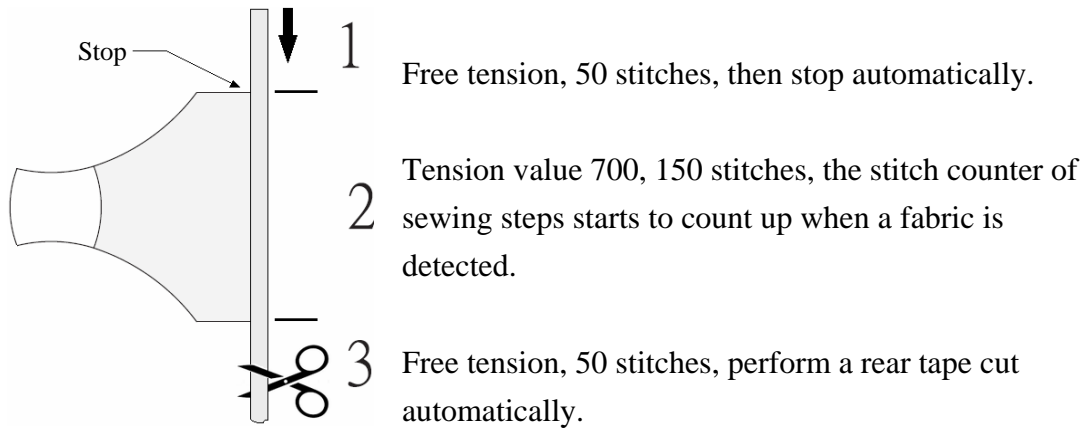 Stop
1
Free tension, 50 stitches, then stop automatically.
2
Tension value 700, 150 stitches, the stitch counter of
sewing steps starts to count up when a fabric is
detected.
3
Free tension, 50 stitches, perform a rear tape cut
automatically.